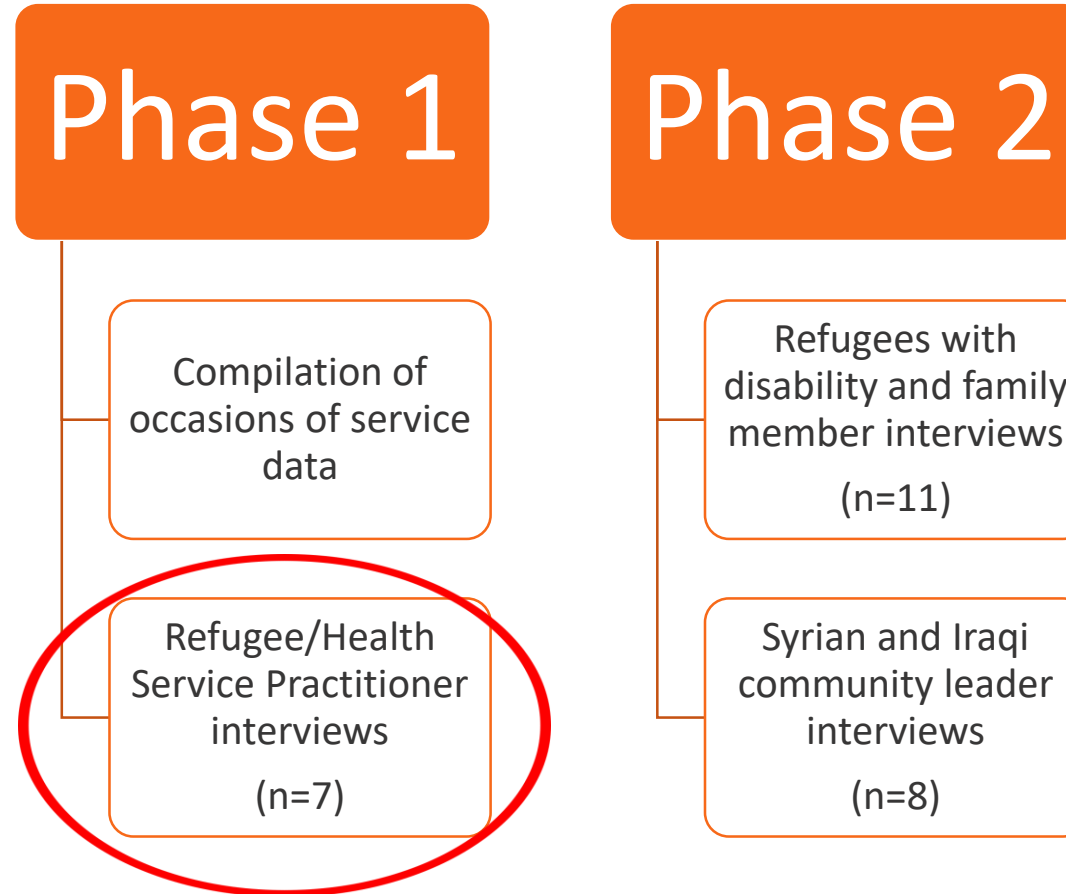 Phase 1
Compilation of
occasions of service
data
Refugee/Health
Service Practitioner
interviews
(n=7)
Phase 2
Refugees with
disability and family
member interviews
(n=11)
Syrian and Iraqi
community leader
interviews
(n=8)